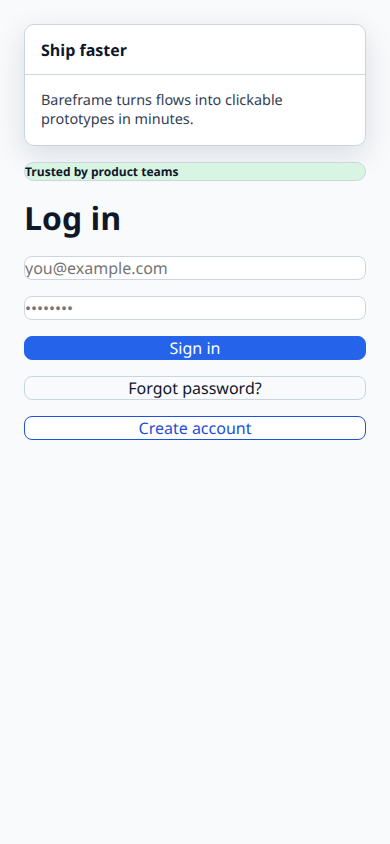 Ship faster
Bareframe turns flows into clickable
prototypes in minutes.
Trusted by product teams
Log in
you@example.com
••••••••
Sign in
Forgot password?
Create account